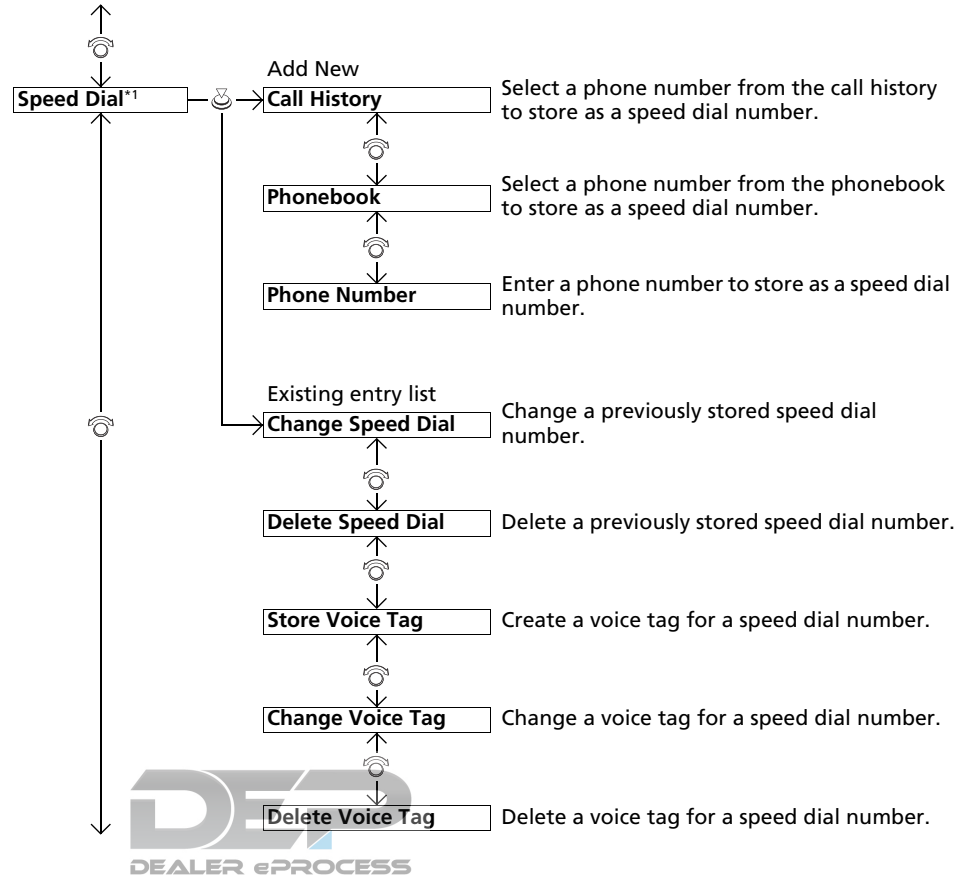 Add New
Speed Dial*1
Call History
Select a phone number from the call history
to store as a speed dial number.
Phonebook
Select a phone number from the phonebook
to store as a speed dial number.
Phone Number
Enter a phone number to store as a speed dial
number.
Existing entry list
Change Speed Dial
Change a previously stored speed dial
number.
Delete Speed Dial
Delete a previously stored speed dial number.
Store Voice Tag
Create a voice tag for a speed dial number.
Change Voice Tag
Change a voice tag for a speed dial number.
Delete Voice Tag
Delete a voice tag for a speed dial number.
DEP
DEALER ePROCESS